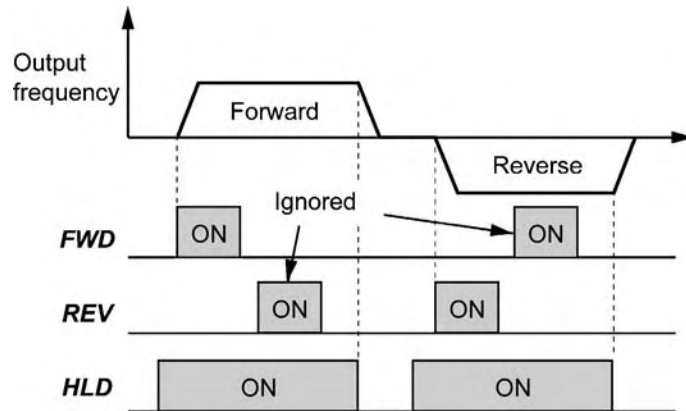 Output
frequency
Forward
Reverse
Ignored
FWD
ON
ON
REV
ON
ON
HLD
ON
ON